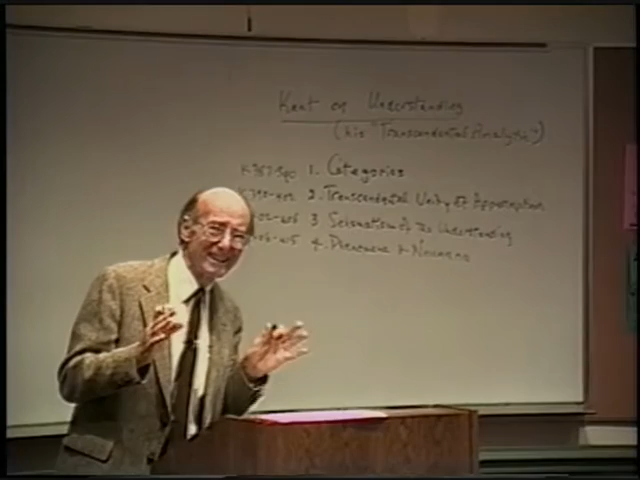 Kant on Understanding
(his "Transcendental Analytic")
1. Categories
2. Transcendental Unity of Apperception
3 Schematism of the Understanding
4. Phenomena & Noumena